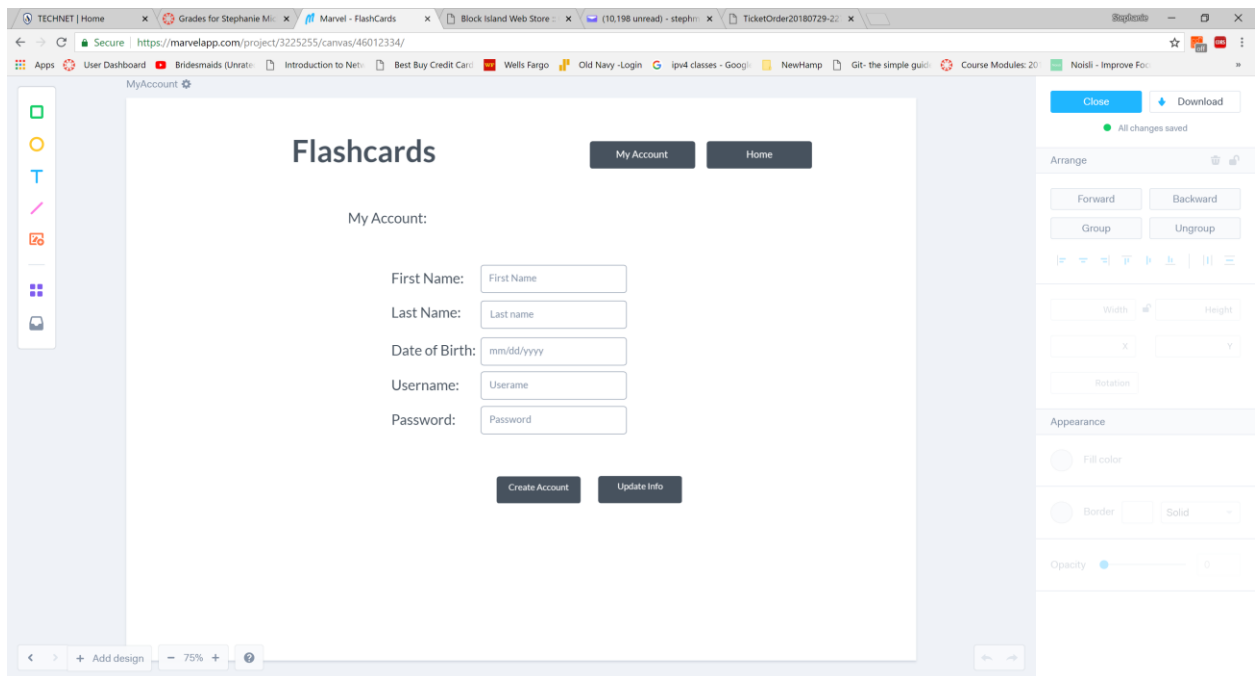 TECHNET | Home
Grades for Stephanie Mic
Marvel - FlashCards
Block Island Web Store ::
(10,198 unread) - stephm
TicketOrder20180729-22
Stephanie
Secure | https://marvelapp.com/project/3225255/canvas/46012334/
Apps User Dashboard Bridesmaids (Unrate Introduction to Netw Best Buy Credit Card Wells Fargo Old Navy -Login ipv4 classes - Googl NewHamp Git- the simple guid Course Modules: 201 Noisli - Improve Foc »
MyAccount
Close Download
All changes saved
Flashcards
My Account Home
Arrange
My Account:
Forward Backward
Group Ungroup
First Name: First Name
Last Name: Last name
Date of Birth: mm/dd/yyyy
Username: Userame
Password: Password
Width Height
X Y
Rotation
Appearance
Fill color
Create Account Update Info
Border Solid
Opacity 0
+ Add design − 75% + ?